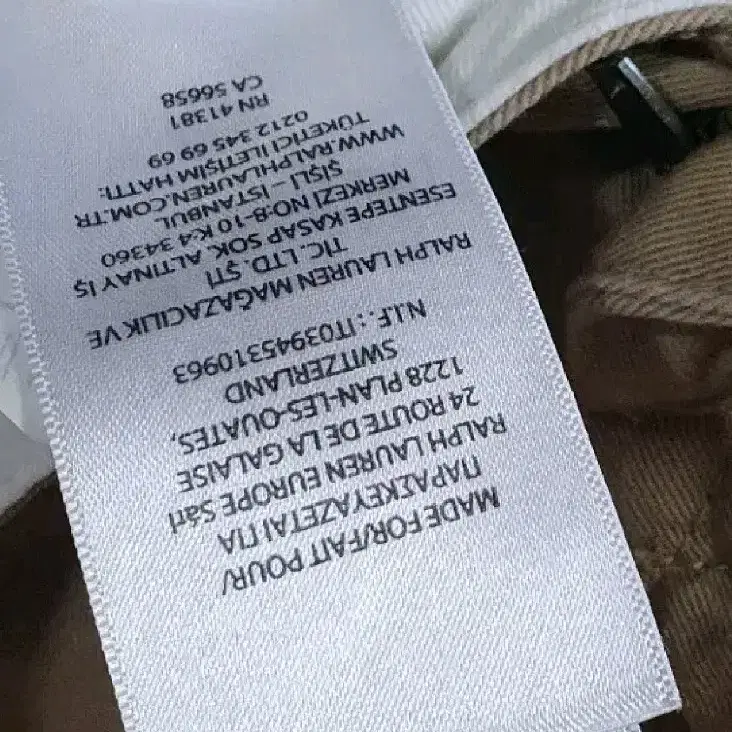 MADE FOR/FAIT POUR/
ΠΑΡΑΣΚΕΥΑΖΕΤΑΙ ΓΙΑ
RALPH LAUREN EUROPE Sárl
24 ROUTE DE LA GALAISE
1228 PLAN-LES-OUATES,
SWITZERLAND
N.I.F.: IT03945310963
RALPH LAUREN MAĞAZACILIK VE
TİC. LTD. ŞTİ
ESENTEPE KASAP SOK. ALTINAY İŞ
MERKEZİ NO:8-10 K:4 34360
ŞİŞLİ – İSTANBUL
WWW.RALPHLAUREN.COM.TR
TÜKETİCİ İLETİŞİM HATTI:
0212 345 69 69
RN 41381
CA 56658